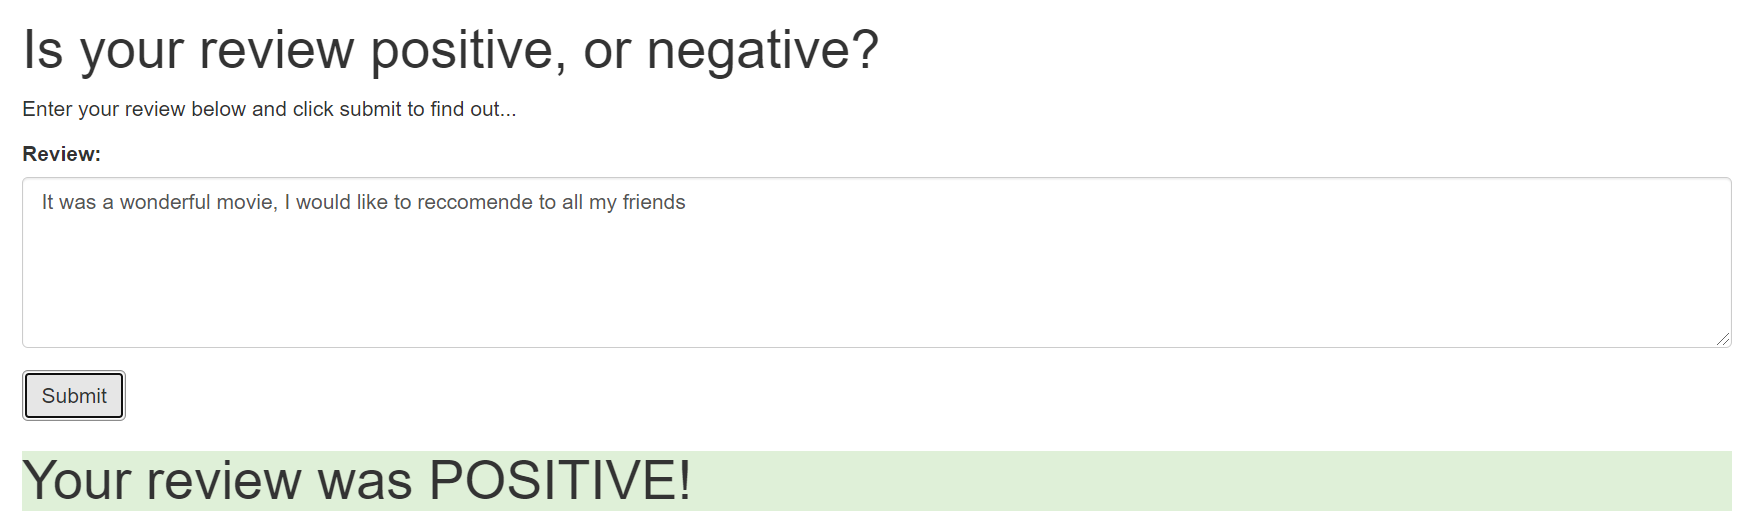 Is your review positive, or negative?
Enter your review below and click submit to find out...
Review:
It was a wonderful movie, I would like to reccomende to all my friends
Submit
Your review was POSITIVE!